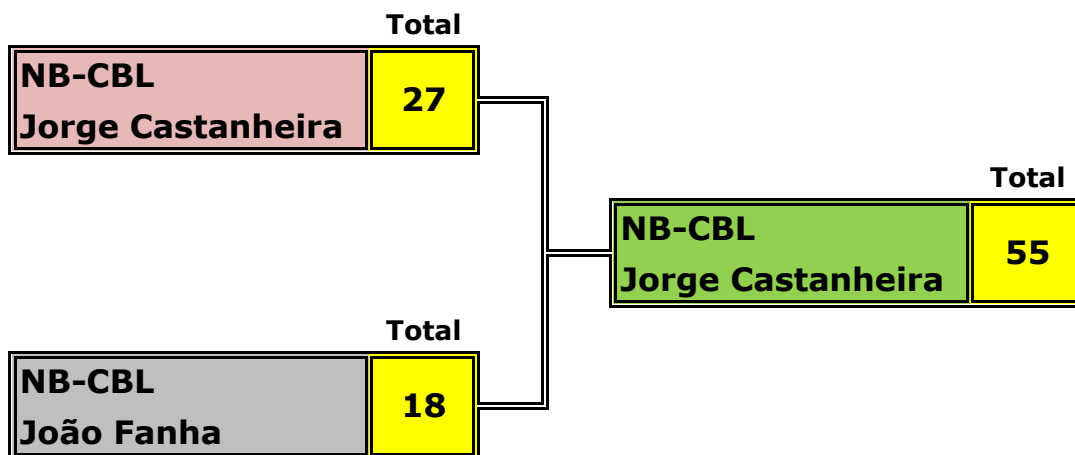 Total
NB-CBL
Jorge Castanheira
27
Total
NB-CBL
Jorge Castanheira
55
Total
NB-CBL
João Fanha
18